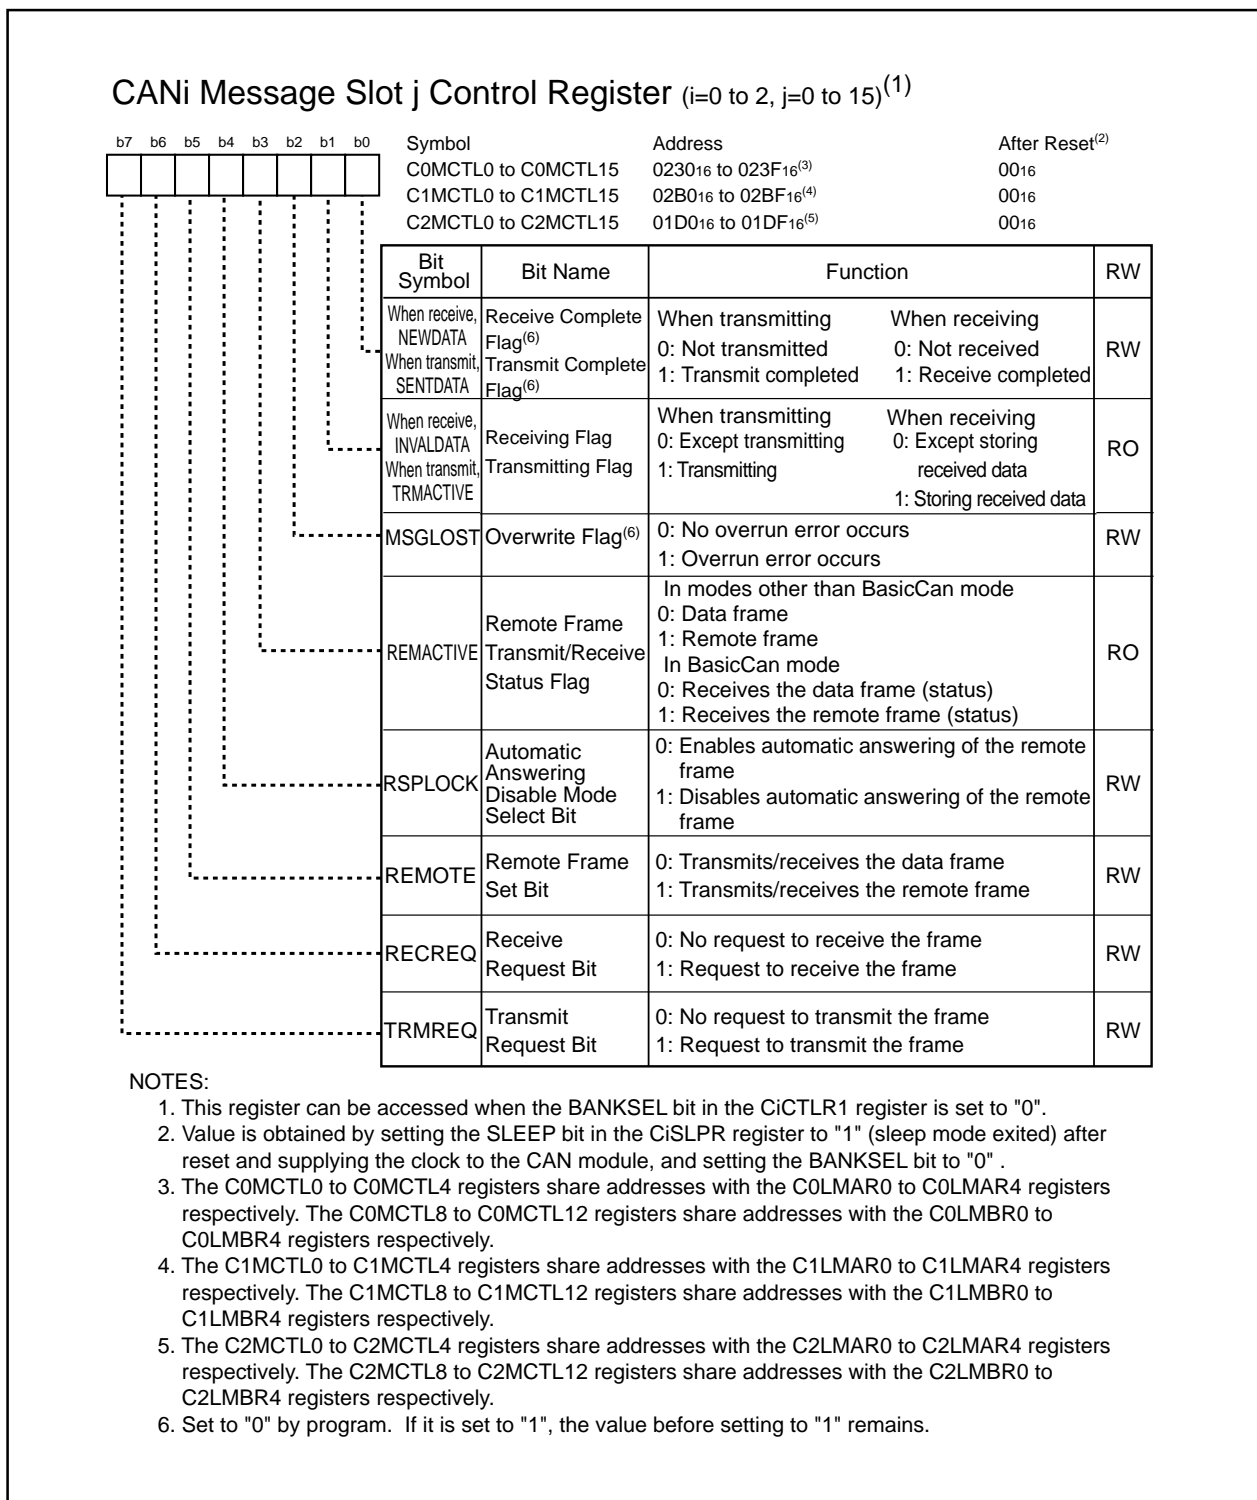 CANi Message Slot j Control Register (i=0 to 2, j=0 to 15)(1)
b7 b6 b5 b4 b3 b2 b1 b0
Symbol Address After Reset(2)
C0MCTL0 to C0MCTL15 023016 to 023F16(3) 0016
C1MCTL0 to C1MCTL15 02B016 to 02BF16(4) 0016
C2MCTL0 to C2MCTL15 01D016 to 01DF16(5) 0016
Bit Symbol Bit Name Function RW
When receive, Receive Complete When transmitting When receiving
NEWDATA Flag(6) 0: Not transmitted 0: Not received RW
When transmit, Transmit Complete 1: Transmit completed 1: Receive completed
SENTDATA Flag(6)
When receive, When transmitting When receiving
INVALDATA Receiving Flag 0: Except transmitting 0: Except storing RO
When transmit, Transmitting Flag 1: Transmitting received data
TRMACTIVE 1: Storing received data
MSGLOST Overwrite Flag(6) 0: No overrun error occurs RW
1: Overrun error occurs
In modes other than BasicCan mode
0: Data frame
Remote Frame 1: Remote frame
REMACTIVE Transmit/Receive In BasicCan mode RO
Status Flag 0: Receives the data frame (status)
1: Receives the remote frame (status)
Automatic 0: Enables automatic answering of the remote
Answering frame
RSPLOCK Disable Mode 1: Disables automatic answering of the remote RW
Select Bit frame
Remote Frame 0: Transmits/receives the data frame
REMOTE Set Bit 1: Transmits/receives the remote frame RW
Receive 0: No request to receive the frame
RECREQ Request Bit 1: Request to receive the frame RW
Transmit 0: No request to transmit the frame
TRMREQ Request Bit 1: Request to transmit the frame RW
NOTES:
1. This register can be accessed when the BANKSEL bit in the CiCTLR1 register is set to "0".
2. Value is obtained by setting the SLEEP bit in the CiSLPR register to "1" (sleep mode exited) after
reset and supplying the clock to the CAN module, and setting the BANKSEL bit to "0" .
3. The C0MCTL0 to C0MCTL4 registers share addresses with the C0LMAR0 to C0LMAR4 registers
respectively. The C0MCTL8 to C0MCTL12 registers share addresses with the C0LMBR0 to
C0LMBR4 registers respectively.
4. The C1MCTL0 to C1MCTL4 registers share addresses with the C1LMAR0 to C1LMAR4 registers
respectively. The C1MCTL8 to C1MCTL12 registers share addresses with the C1LMBR0 to
C1LMBR4 registers respectively.
5. The C2MCTL0 to C2MCTL4 registers share addresses with the C2LMAR0 to C2LMAR4 registers
respectively. The C2MCTL8 to C2MCTL12 registers share addresses with the C2LMBR0 to
C2LMBR4 registers respectively.
6. Set to "0" by program. If it is set to "1", the value before setting to "1" remains.